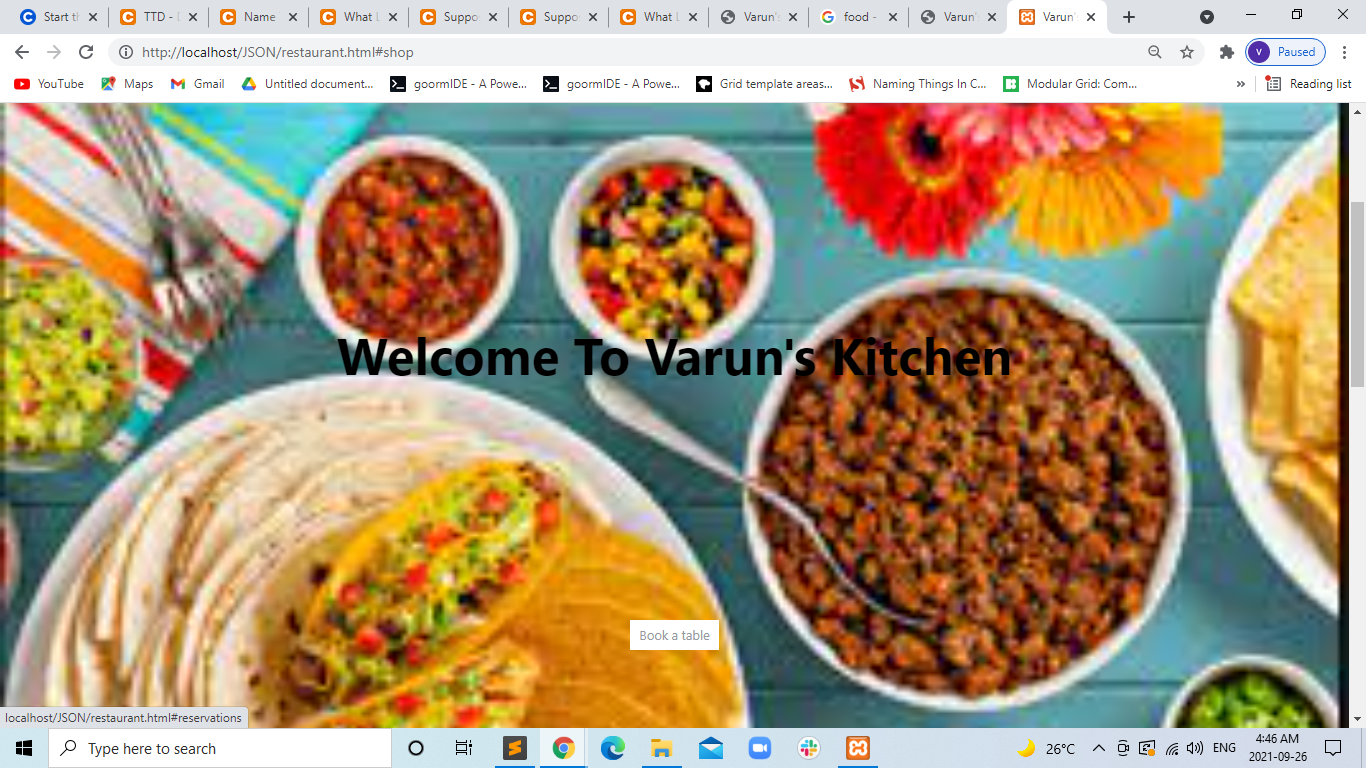 Start th
TTD - D
Name
What L
Suppo
Suppo
What L
Varun's
food -
Varun'
Varun'
http://localhost/JSON/restaurant.html#shop
V
Paused
YouTube
Maps
Gmail
Untitled document...
goormIDE - A Powe...
goormIDE - A Powe...
Grid template areas...
Naming Things In C...
Modular Grid: Com...
»
Reading list
Welcome To Varun's Kitchen
Book a table
localhost/JSON/restaurant.html#reservations
Type here to search
26°C
ENG
4:46 AM
2021-09-26